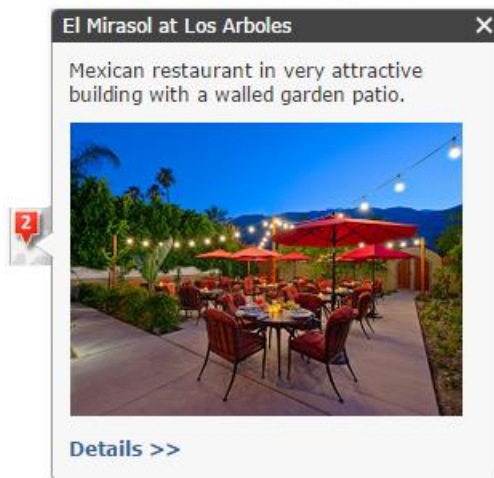 El Mirasol at Los Arboles
Mexican restaurant in very attractive
building with a walled garden patio.
2
Details >>